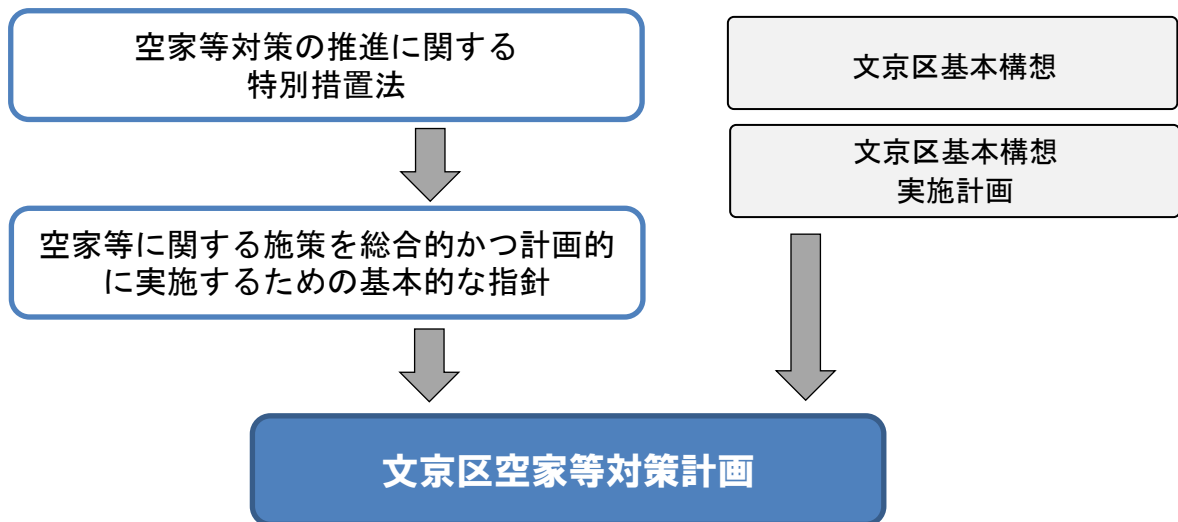 空家等対策の推進に関する
特別措置法
空家等に関する施策を総合的かつ計画的
に実施するための基本的な指針
文京区基本構想
文京区基本構想
実施計画
文京区空家等対策計画